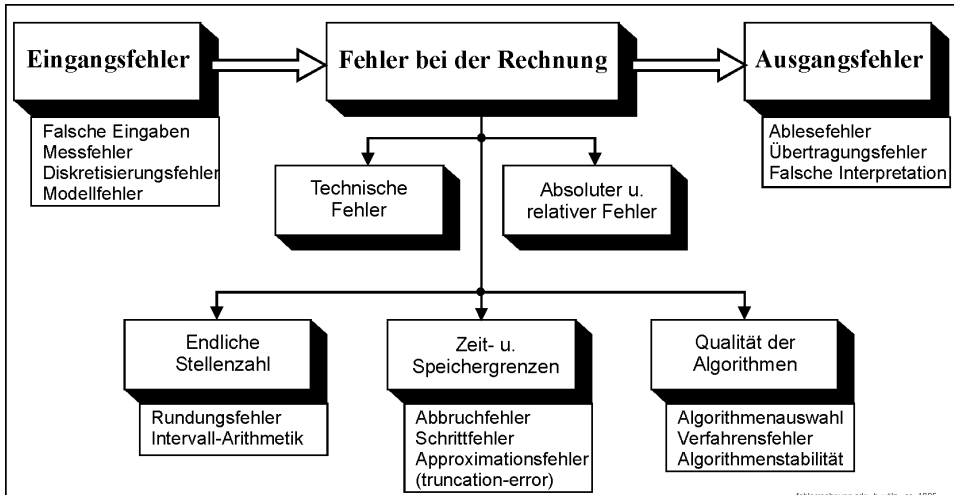 Eingangsfehler
Fehler bei der Rechnung
Ausgangsfehler
Falsche Eingaben
Messfehler
Diskretisierungsfehler
Modellfehler
Ablesefehler
Übertragungsfehler
Falsche Interpretation
Technische
Fehler
Absoluter u.
relativer Fehler
Endliche
Stellenzahl
Zeit- u.
Speichergrenzen
Qualität der
Algorithmen
Rundungsfehler
Intervall-Arithmetik
Abbruchfehler
Schrittfehler
Approximationsfehler
(truncation-error)
Algorithmenauswahl
Verfahrensfehler
Algorithmenstabilität